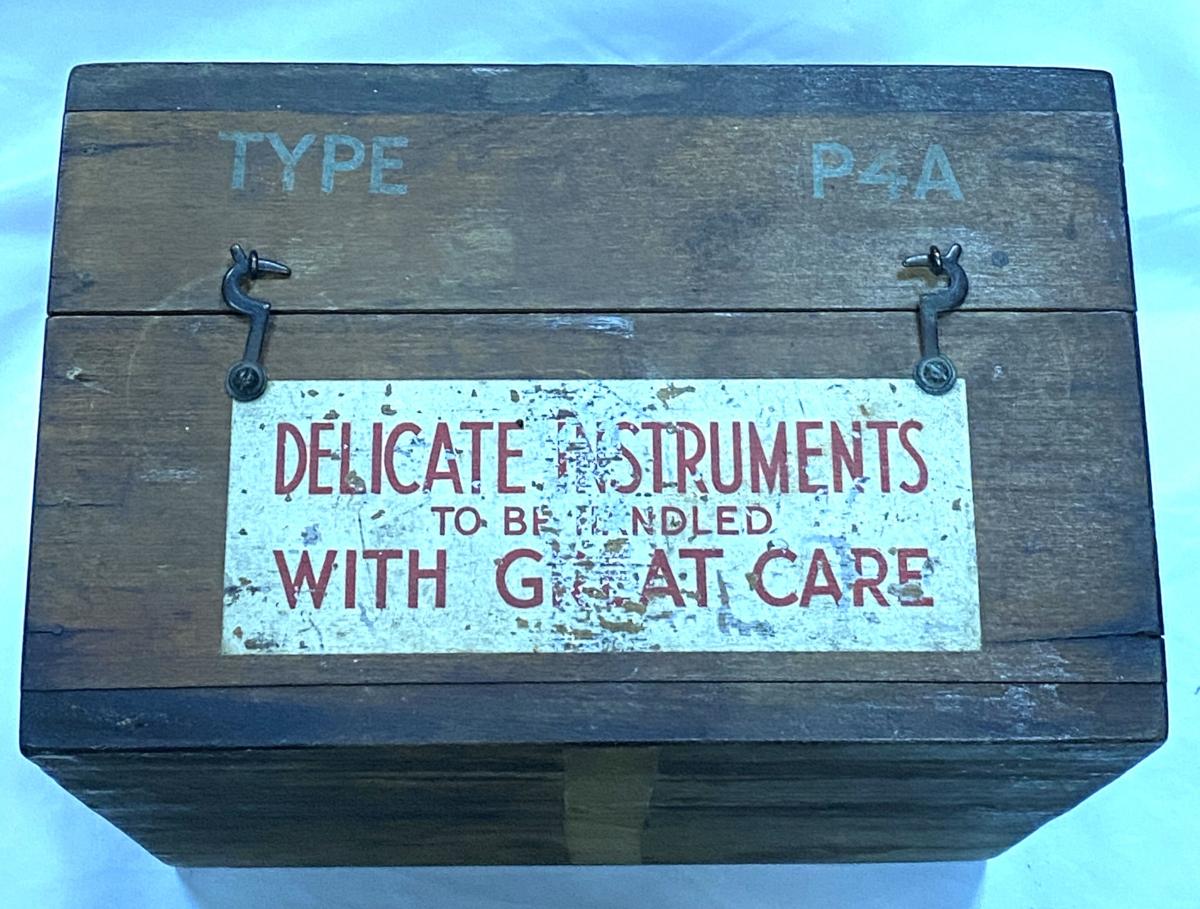 TYPE P4A
DELICATE INSTRUMENTS
TO BE HANDLED
WITH GREAT CARE